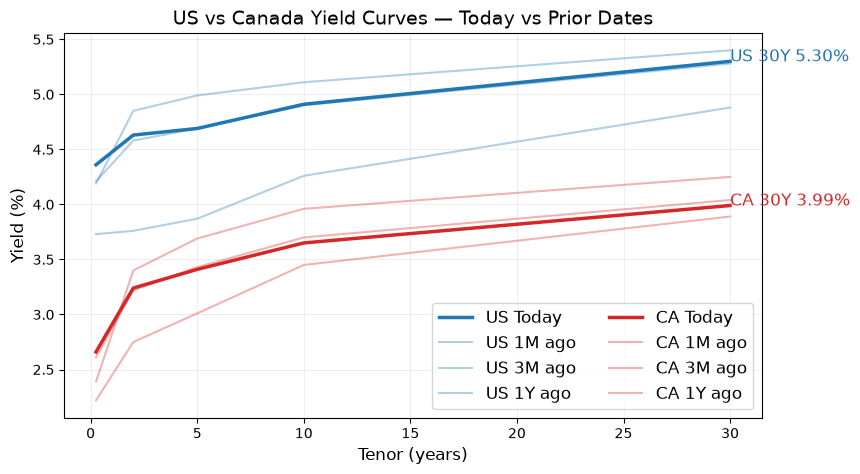 US vs Canada Yield Curves — Today vs Prior Dates
Yield (%)
5.5
5.0
4.5
4.0
3.5
3.0
2.5
US 30Y 5.30%
CA 30Y 3.99%
US Today
US 1M ago
US 3M ago
US 1Y ago
CA Today
CA 1M ago
CA 3M ago
CA 1Y ago
0 5 10 15 20 25 30
Tenor (years)